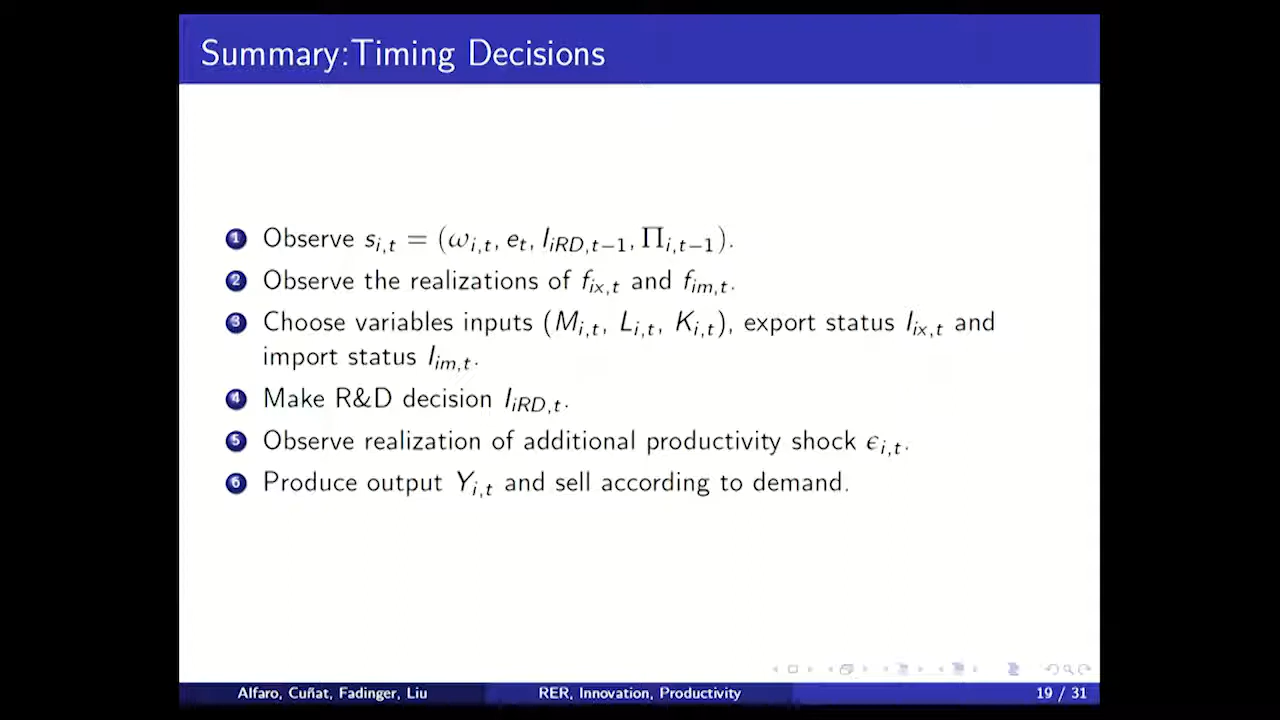 Summary:Timing Decisions
1 Observe s_{i,t} = (ω_{i,t}, e_t, I_{iRD,t−1}, Π_{i,t−1}).
2 Observe the realizations of f_{ix,t} and f_{im,t}.
3 Choose variables inputs (M_{i,t}, L_{i,t}, K_{i,t}), export status I_{ix,t} and
import status I_{im,t}.
4 Make R&D decision I_{iRD,t}.
5 Observe realization of additional productivity shock ϵ_{i,t}.
6 Produce output Y_{i,t} and sell according to demand.
Alfaro, Cuñat, Fadinger, Liu
RER, Innovation, Productivity
19 / 31